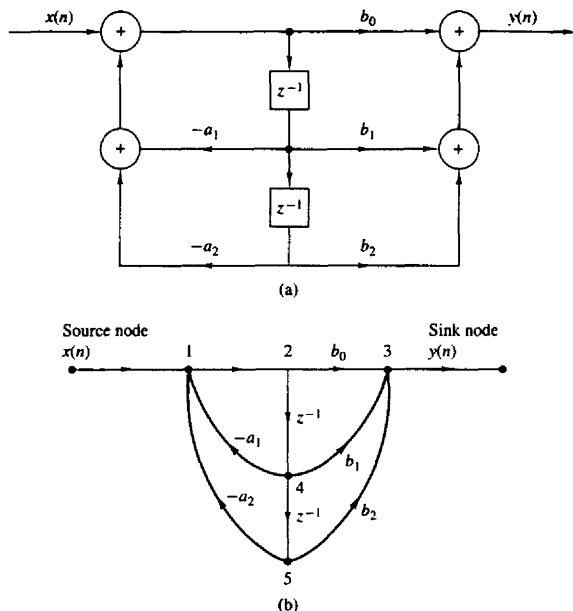 x(n) b₀ y(n)
+ +
z⁻¹
+ −a₁ b₁ +
z⁻¹
−a₂ b₂
(a)
Source node Sink node
x(n) 1 2 b₀ 3 y(n)
z⁻¹
−a₁ b₁
4
−a₂ z⁻¹ b₂
5
(b)